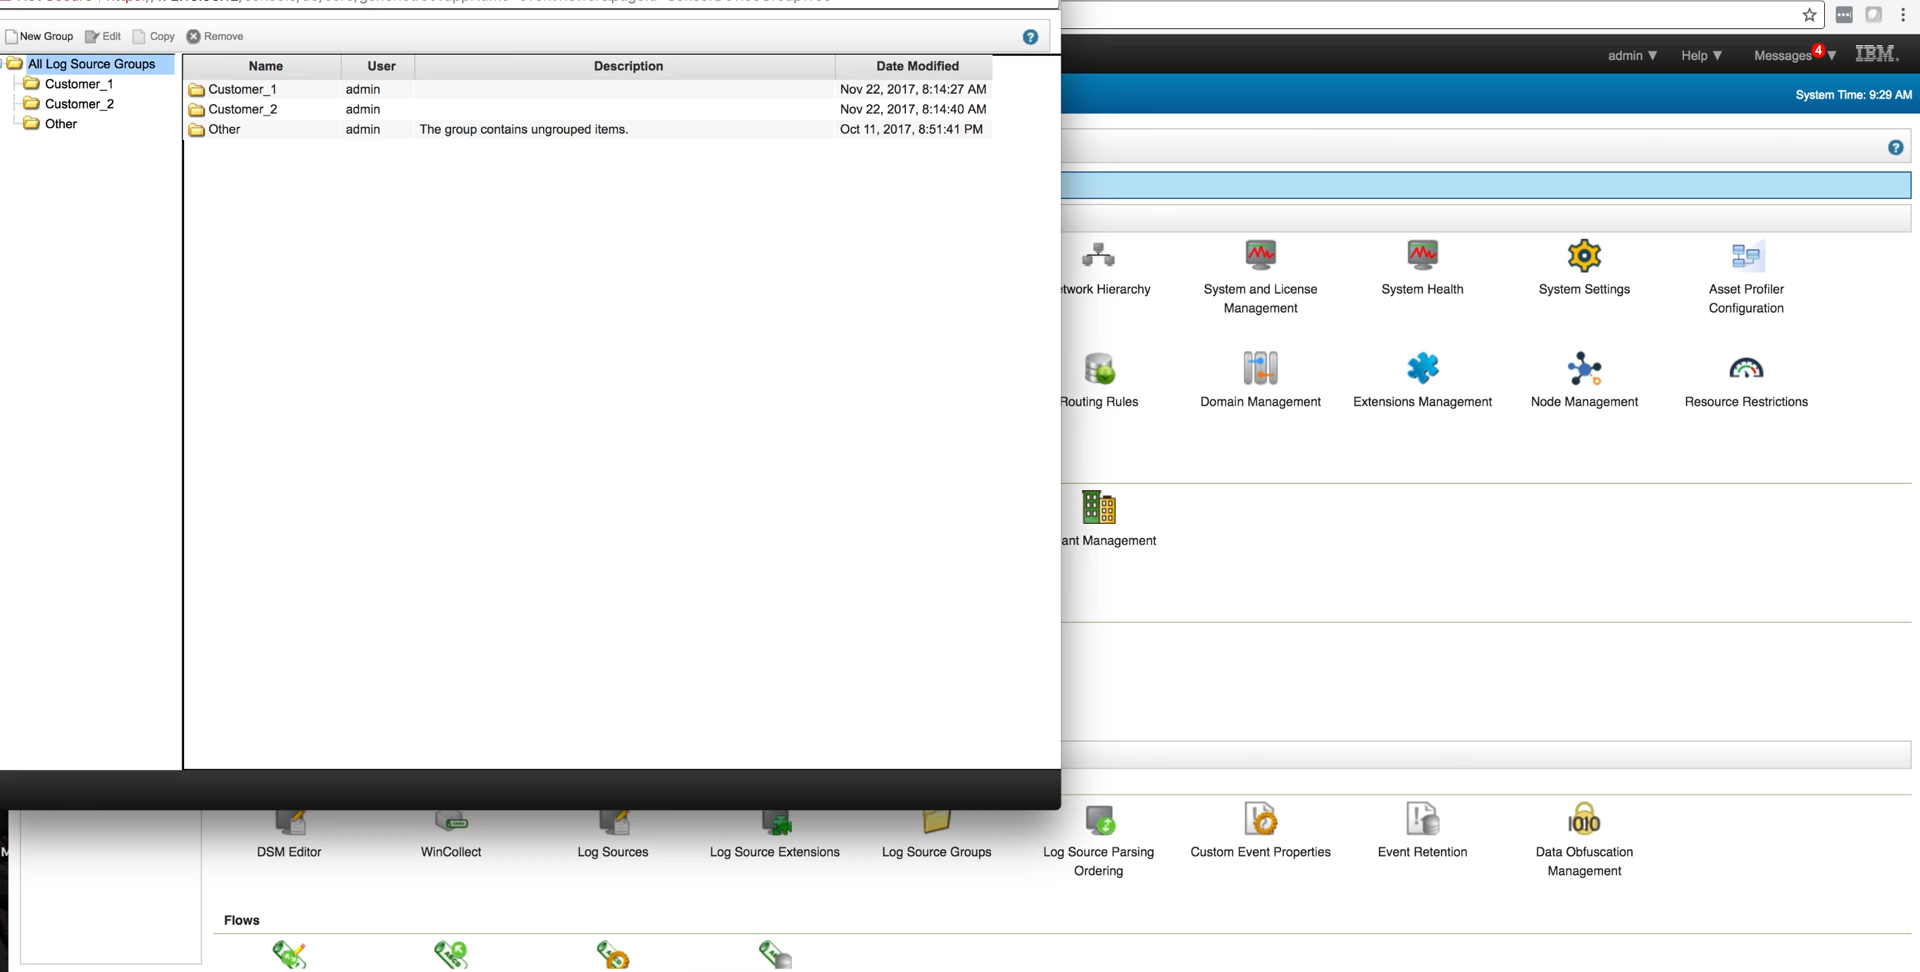 New Group Edit Copy Remove
All Log Source Groups
Customer_1
Customer_2
Other
Name User Description Date Modified
Customer_1 admin Nov 22, 2017, 8:14:27 AM
Customer_2 admin Nov 22, 2017, 8:14:40 AM
Other admin The group contains ungrouped items. Oct 11, 2017, 8:51:41 PM
admin Help Messages 4 IBM
System Time: 9:29 AM
twork Hierarchy
System and License
Management
System Health
System Settings
Asset Profiler
Configuration
Routing Rules
Domain Management
Extensions Management
Node Management
Resource Restrictions
ant Management
DSM Editor
WinCollect
Log Sources
Log Source Extensions
Log Source Groups
Log Source Parsing
Ordering
Custom Event Properties
Event Retention
Data Obfuscation
Management
Flows